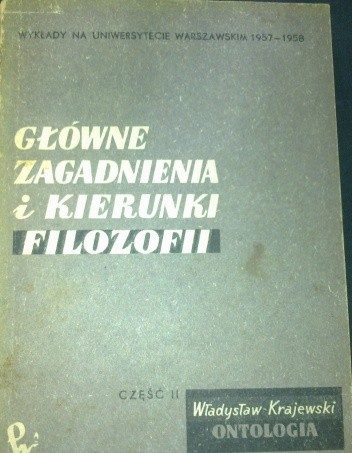 WYKŁADY NA UNIWERSYTECIE WARSZAWSKIM 1957-1958
GŁÓWNE
ZAGADNIENIA
i KIERUNKI
FILOZOFII
CZĘŚĆ II
Władysław Krajewski
ONTOLOGIA